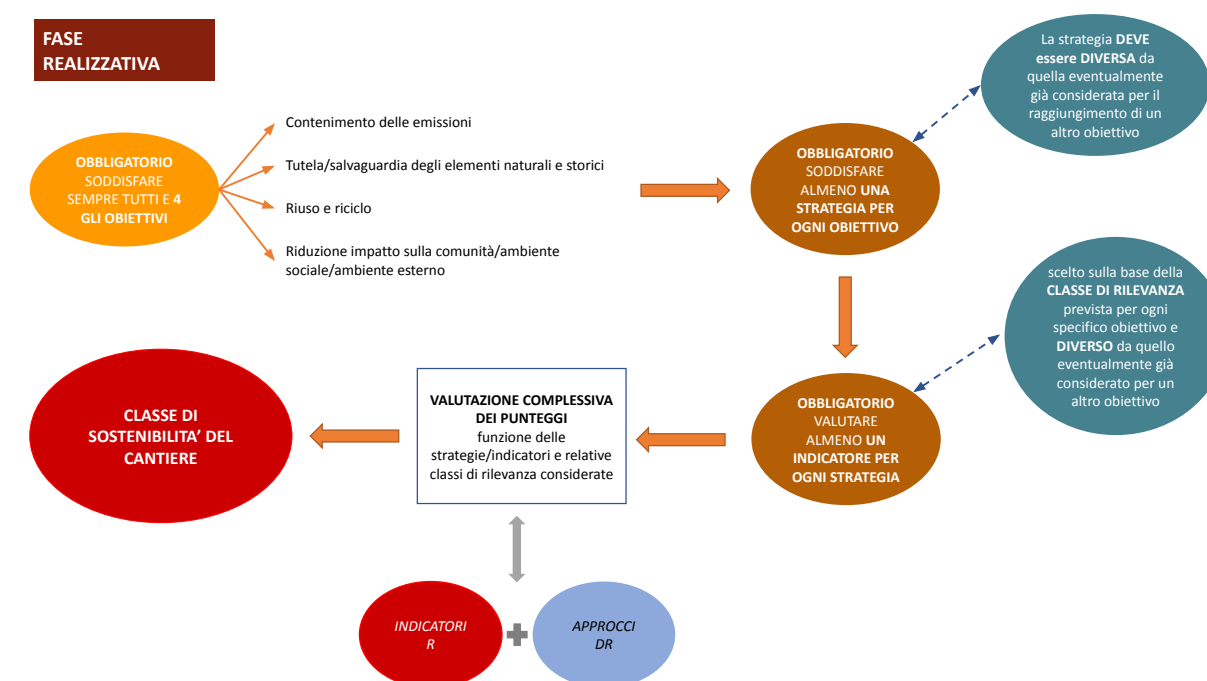 FASE
REALIZZATIVA
OBBLIGATORIO
SODDISFARE
SEMPRE TUTTI E 4
GLI OBIETTIVI
Contenimento delle emissioni
Tutela/salvaguardia degli elementi naturali e storici
Riuso e riciclo
Riduzione impatto sulla comunità/ambiente
sociale/ambiente esterno
OBBLIGATORIO
SODDISFARE
ALMENO UNA
STRATEGIA PER
OGNI OBIETTIVO
La strategia DEVE
essere DIVERSA da
quella eventualmente
già considerata per il
raggiungimento di un
altro obiettivo
scelto sulla base della
CLASSE DI RILEVANZA
prevista per ogni
specifico obiettivo e
DIVERSO da quello
eventualmente già
considerato per un
altro obiettivo
OBBLIGATORIO
VALUTARE
ALMENO UN
INDICATORE PER
OGNI STRATEGIA
VALUTAZIONE COMPLESSIVA
DEI PUNTEGGI
funzione delle
strategie/indicatori e relative
classi di rilevanza considerate
CLASSE DI
SOSTENIBILITA' DEL
CANTIERE
INDICATORI
R
APPROCCI
DR